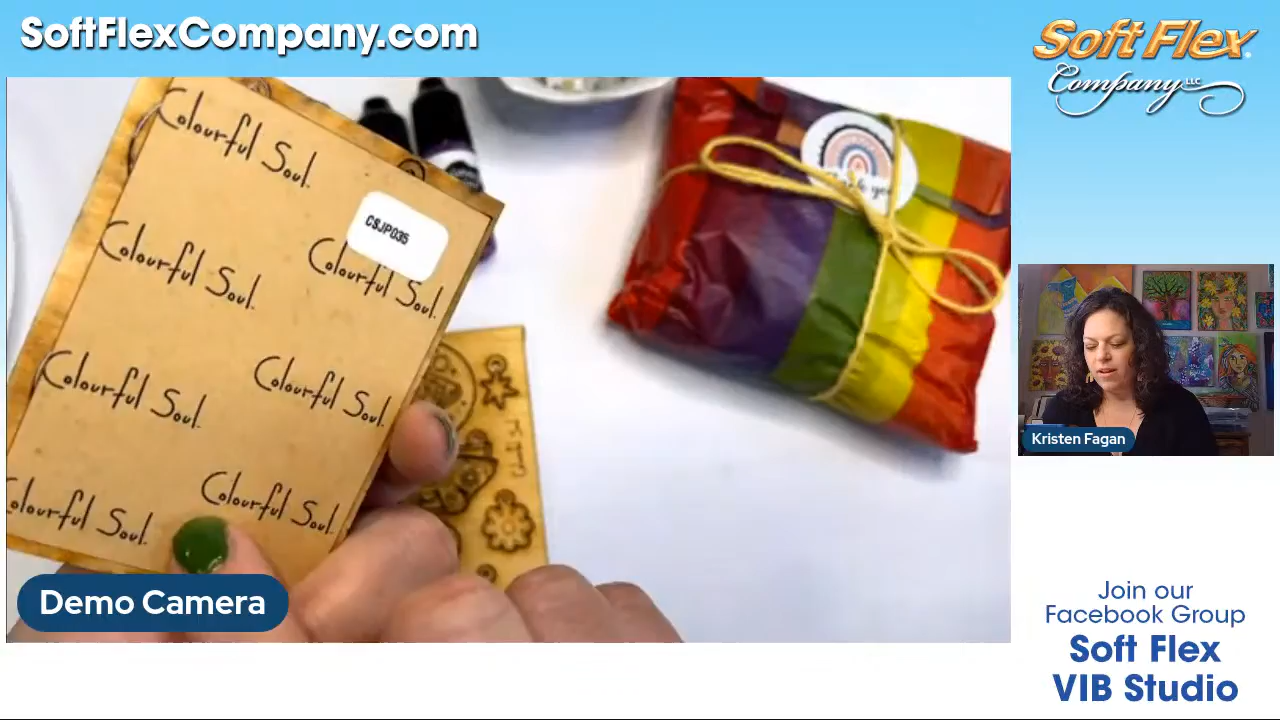 SoftFlexCompany.com
Soft Flex
Company LLC
Colourful Soul.
CSJP035
Colourful Soul.
Colourful Soul.
Colourful Soul.
Colourful Soul.
Colourful Soul.
Colourful Soul.
Demo Camera
Kristen Fagan
Join our
Facebook Group
Soft Flex
VIB Studio